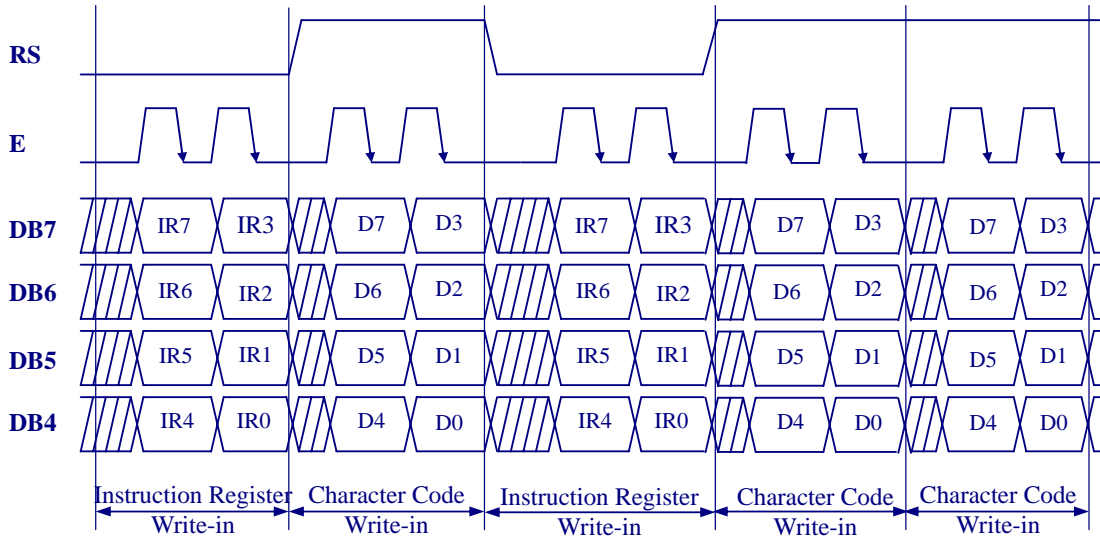 RS
E
DB7 IR7 IR3 D7 D3 IR7 IR3 D7 D3 D7 D3
DB6 IR6 IR2 D6 D2 IR6 IR2 D6 D2 D6 D2
DB5 IR5 IR1 D5 D1 IR5 IR1 D5 D1 D5 D1
DB4 IR4 IR0 D4 D0 IR4 IR0 D4 D0 D4 D0
Instruction Register Character Code Instruction Register Character Code Character Code
Write-in Write-in Write-in Write-in Write-in